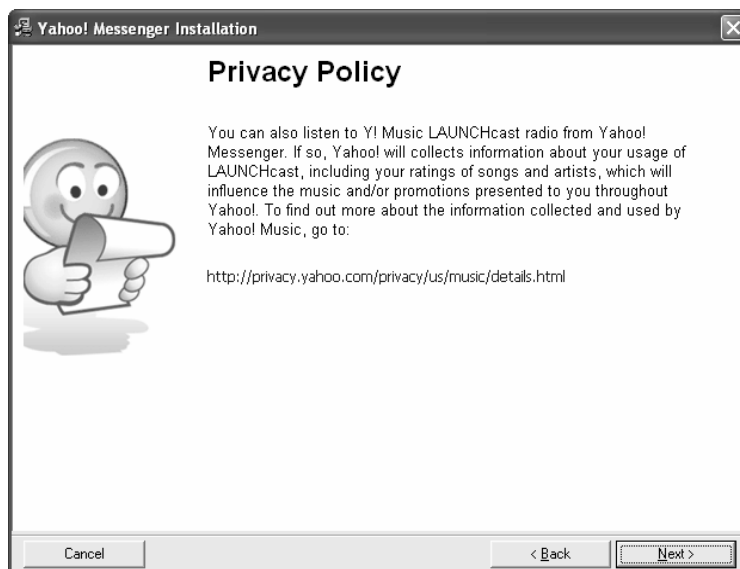 Yahoo! Messenger Installation
Privacy Policy
You can also listen to Y! Music LAUNCHcast radio from Yahoo!
Messenger. If so, Yahoo! will collects information about your usage of
LAUNCHcast, including your ratings of songs and artists, which will
influence the music and/or promotions presented to you throughout
Yahoo!. To find out more about the information collected and used by
Yahoo! Music, go to:
http://privacy.yahoo.com/privacy/us/music/details.html
Cancel
< Back
Next >